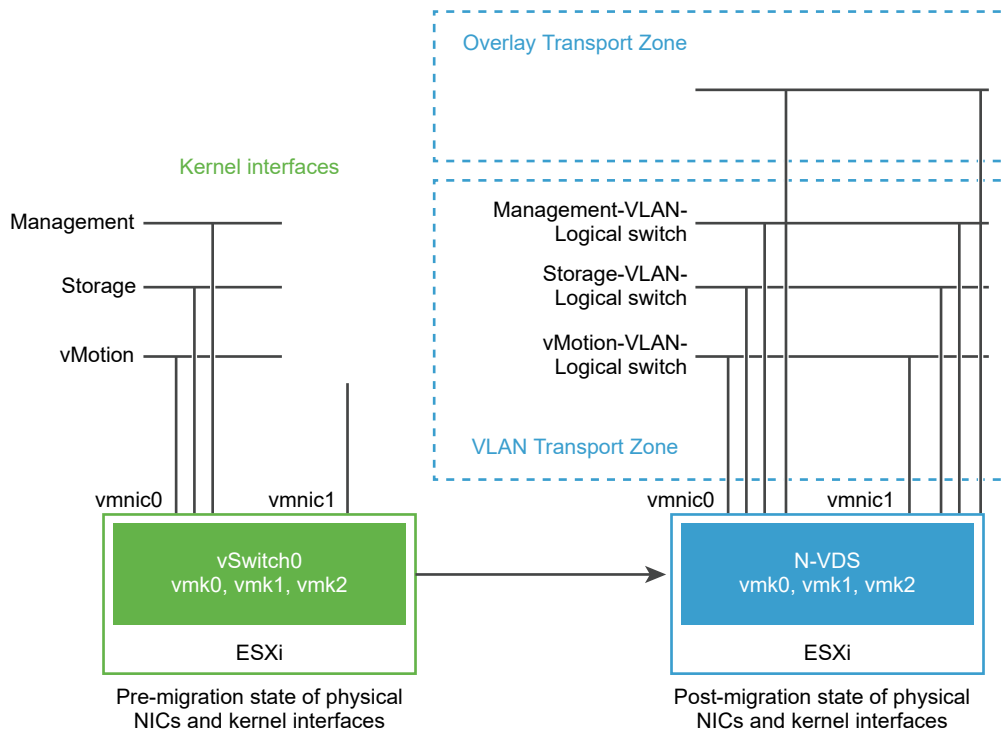 Overlay Transport Zone
Kernel interfaces
Management
Storage
vMotion
Management-VLAN-
Logical switch
Storage-VLAN-
Logical switch
vMotion-VLAN-
Logical switch
VLAN Transport Zone
vmnic0
vmnic1
vSwitch0
vmk0, vmk1, vmk2
ESXi
Pre-migration state of physical
NICs and kernel interfaces
vmnic0
vmnic1
N-VDS
vmk0, vmk1, vmk2
ESXi
Post-migration state of physical
NICs and kernel interfaces